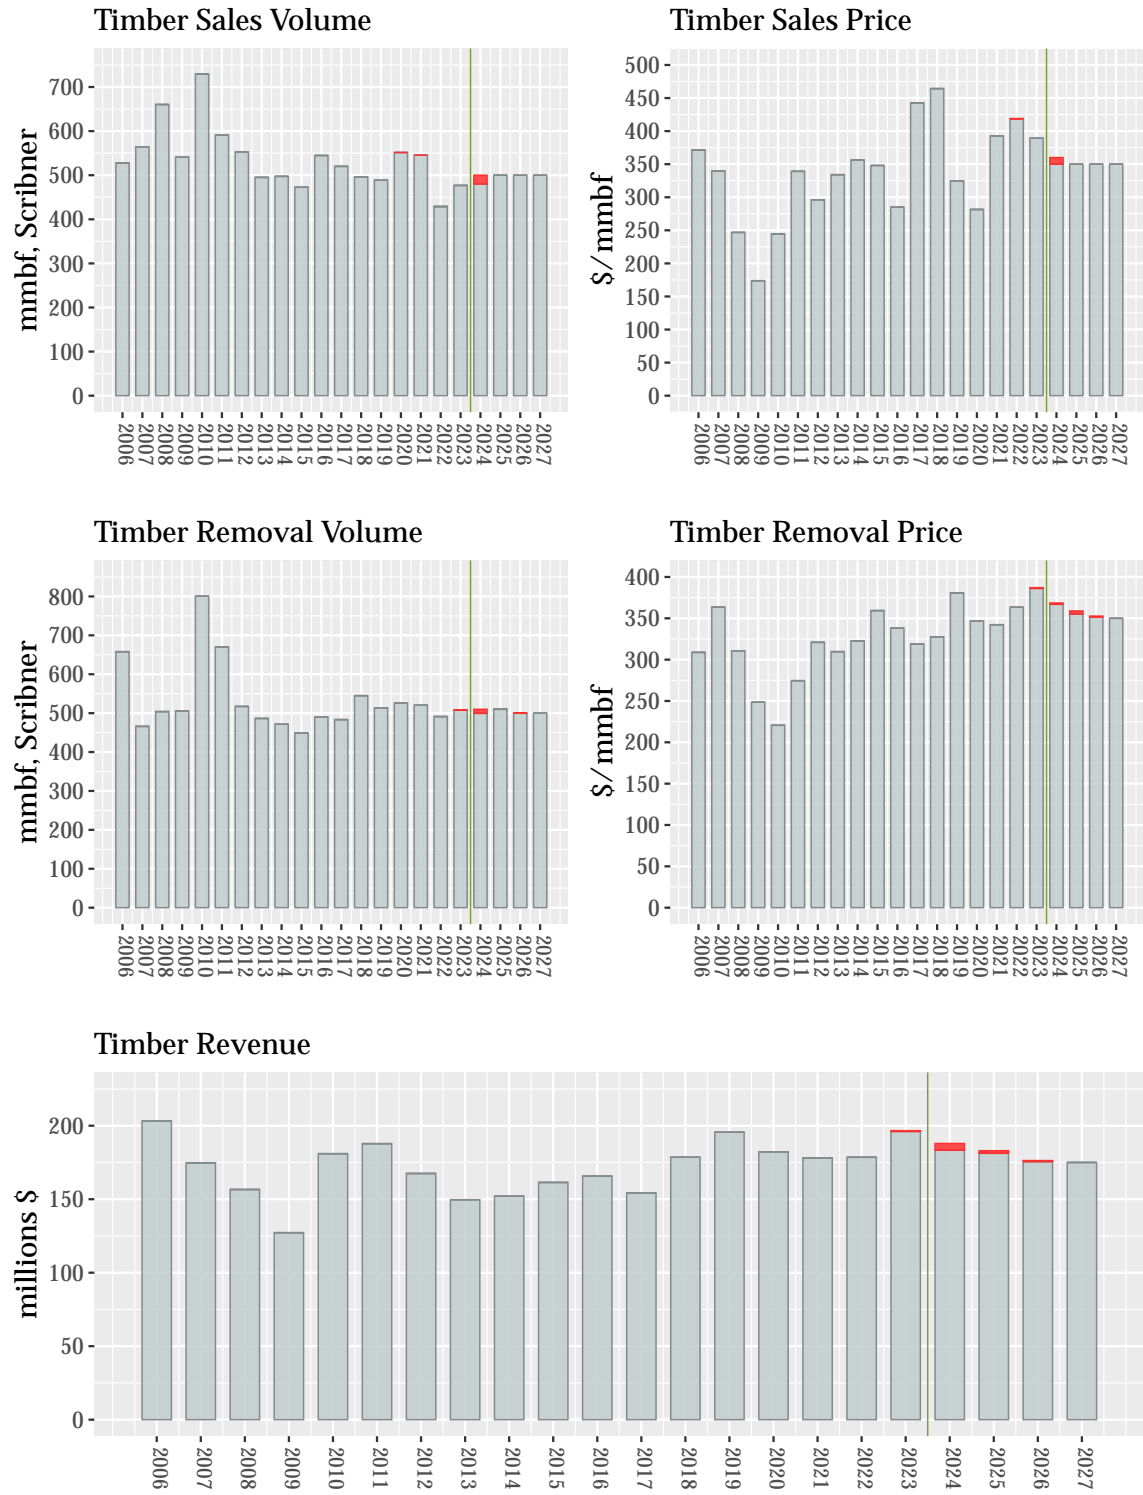 Timber Sales Volume
mmbf, Scribner
700
600
500
400
300
200
100
0
2006 2007 2008 2009 2010 2011 2012 2013 2014 2015 2016 2017 2018 2019 2020 2021 2022 2023 2024 2025 2026 2027
Timber Sales Price
$/mmbf
500
450
400
350
300
250
200
150
100
50
0
2006 2007 2008 2009 2010 2011 2012 2013 2014 2015 2016 2017 2018 2019 2020 2021 2022 2023 2024 2025 2026 2027
Timber Removal Volume
mmbf, Scribner
800
700
600
500
400
300
200
100
0
2006 2007 2008 2009 2010 2011 2012 2013 2014 2015 2016 2017 2018 2019 2020 2021 2022 2023 2024 2025 2026 2027
Timber Removal Price
$/mmbf
400
350
300
250
200
150
100
50
0
2006 2007 2008 2009 2010 2011 2012 2013 2014 2015 2016 2017 2018 2019 2020 2021 2022 2023 2024 2025 2026 2027
Timber Revenue
millions $
200
150
100
50
0
2006 2007 2008 2009 2010 2011 2012 2013 2014 2015 2016 2017 2018 2019 2020 2021 2022 2023 2024 2025 2026 2027